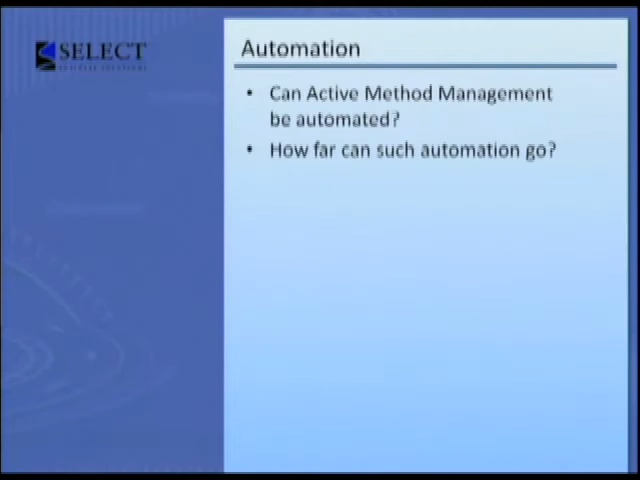 SELECT
Automation
• Can Active Method Management
be automated?
• How far can such automation go?